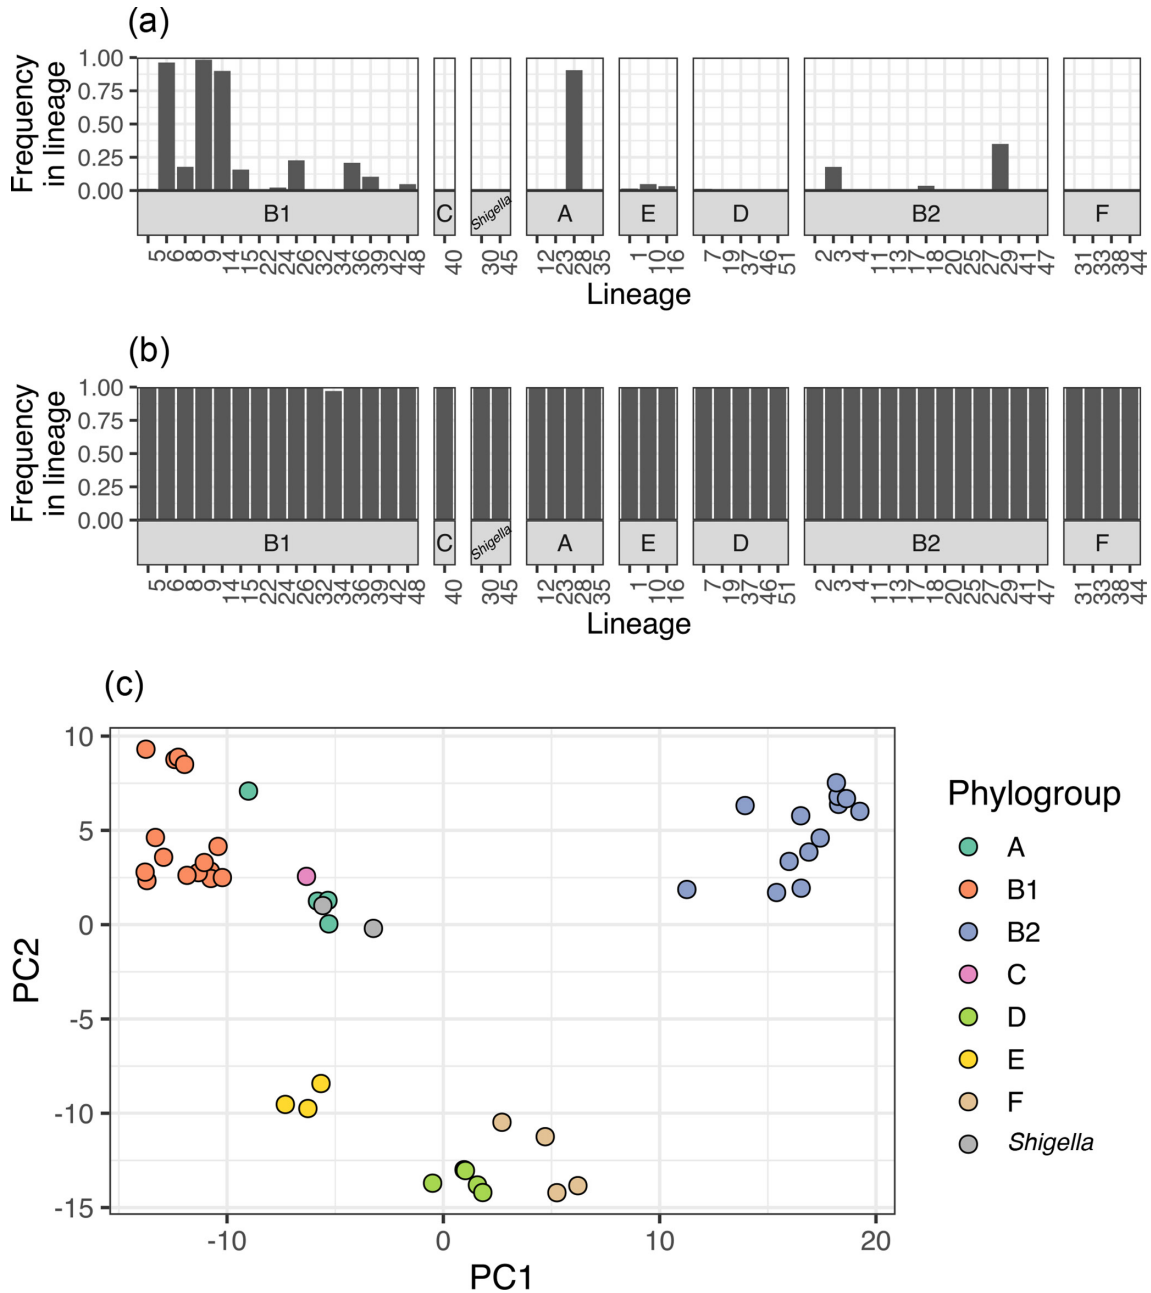 (a)
Frequency
in lineage
1.00
0.75
0.50
0.25
0.00
B1 C Shigella A E D B2 F
5 6 8 9 14 15 22 24 26 32 34 36 39 42 48 40 30 45 12 23 28 35 1 10 16 7 19 37 46 51 2 3 4 11 13 17 18 20 25 27 29 41 47 31 33 38 44
Lineage
(b)
Frequency
in lineage
1.00
0.75
0.50
0.25
0.00
B1 C Shigella A E D B2 F
5 6 8 9 14 15 22 24 26 32 34 36 39 42 48 40 30 45 12 23 28 35 1 10 16 7 19 37 46 51 2 3 4 11 13 17 18 20 25 27 29 41 47 31 33 38 44
Lineage
(c)
PC2
10
5
0
-5
-10
-15
-10 0 10 20
PC1
Phylogroup
A
B1
B2
C
D
E
F
Shigella